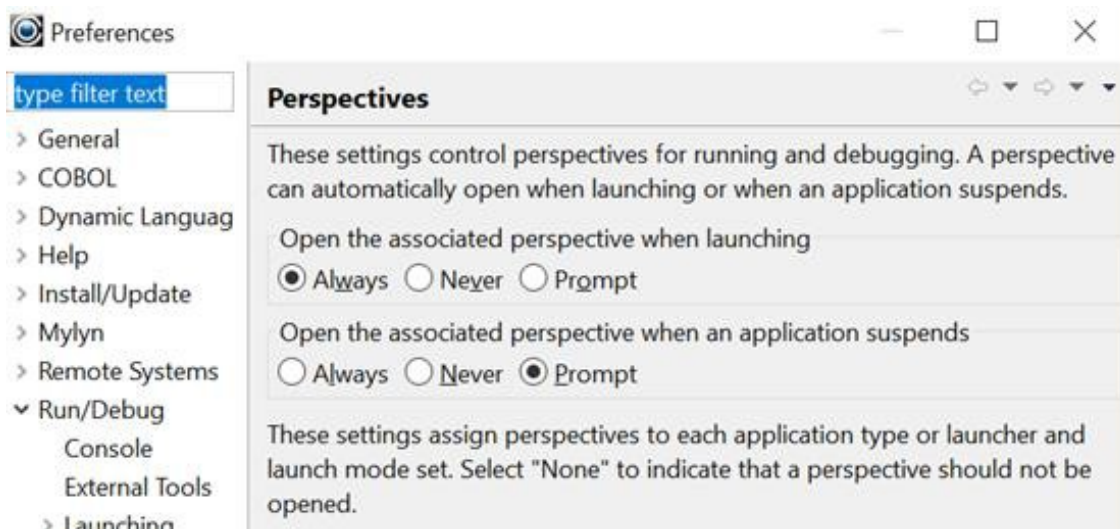 Preferences
type filter text
General
COBOL
Dynamic Languag
Help
Install/Update
Mylyn
Remote Systems
Run/Debug
Console
External Tools
Launching
Perspectives
These settings control perspectives for running and debugging. A perspective
can automatically open when launching or when an application suspends.
Open the associated perspective when launching
Always Never Prompt
Open the associated perspective when an application suspends
Always Never Prompt
These settings assign perspectives to each application type or launcher and
launch mode set. Select "None" to indicate that a perspective should not be
opened.